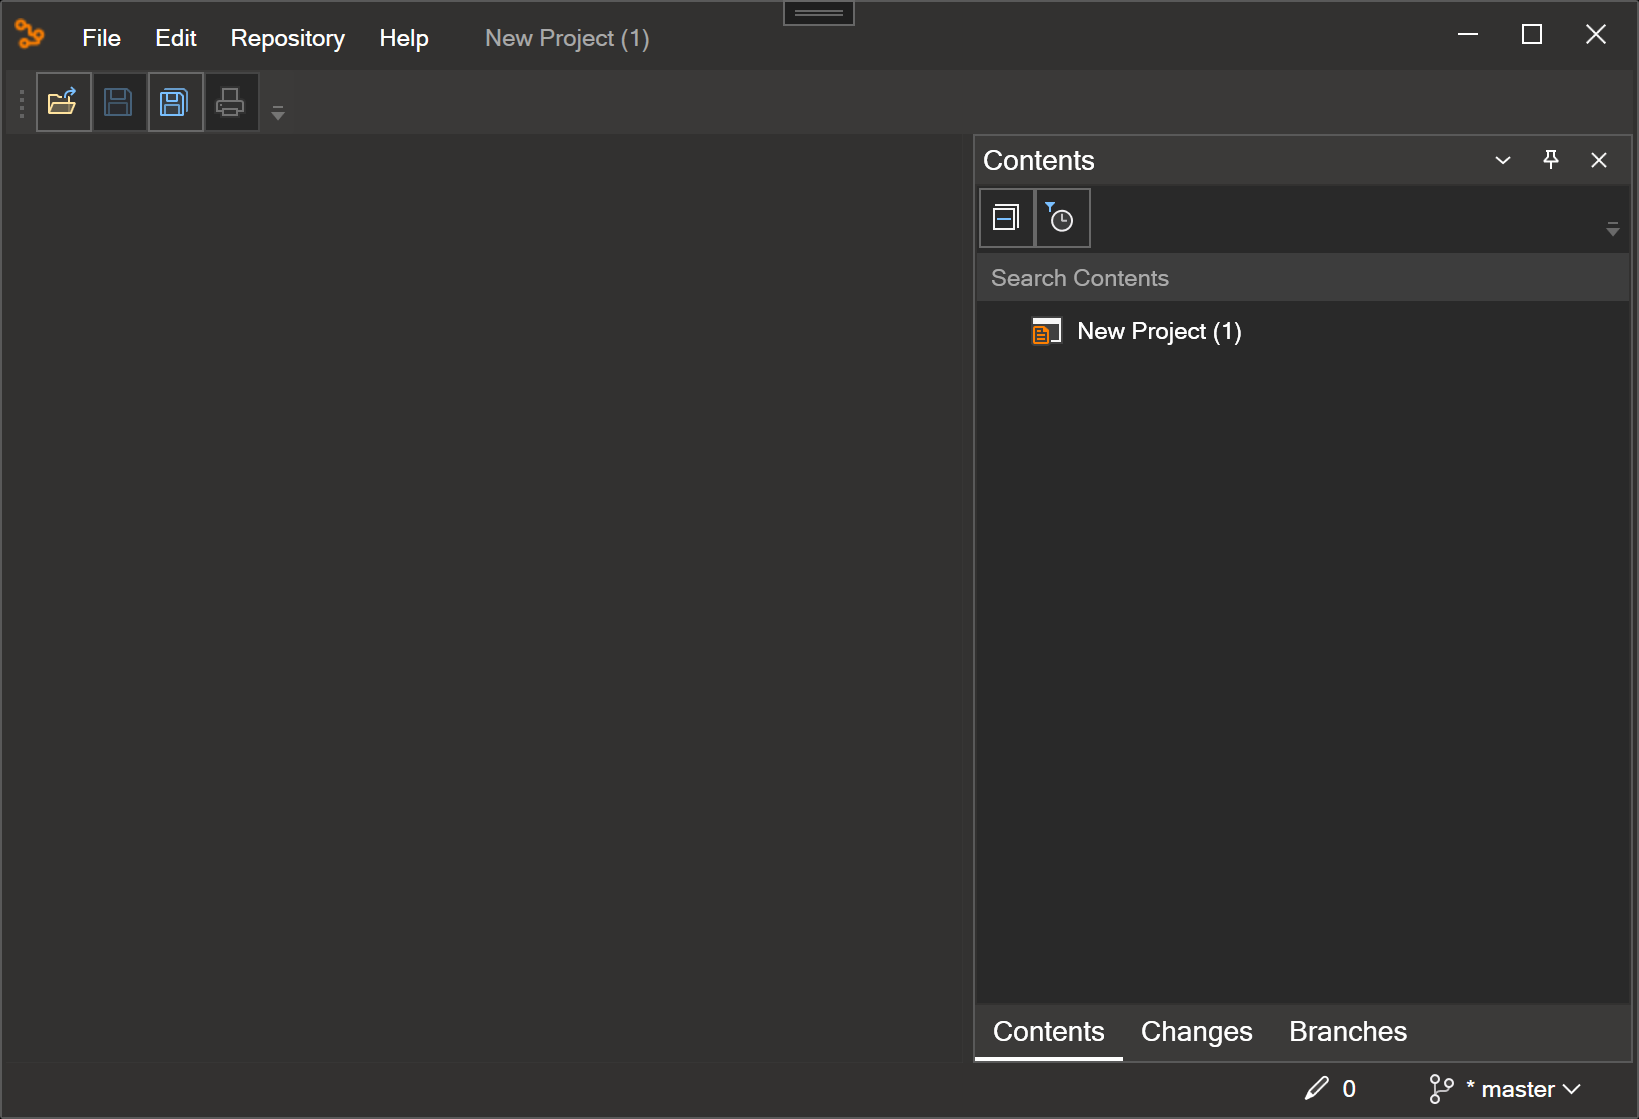 File Edit Repository Help New Project (1)
Contents
Search Contents
New Project (1)
Contents Changes Branches
0 * master